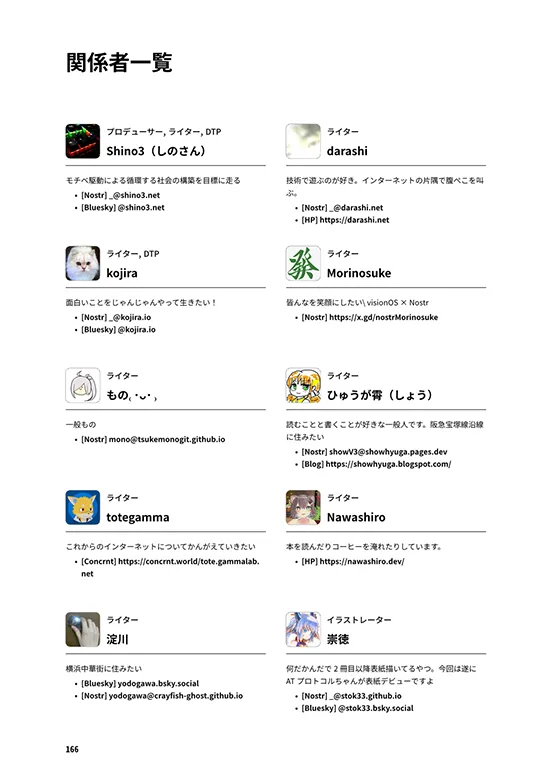 関係者一覧
プロデューサー, ライター, DTP
Shino3（しのさん）
モチベ駆動による循環する社会の構築を目標に走る
• [Nostr] _@shino3.net
• [Bluesky] @shino3.net
ライター
darashi
技術で遊ぶのが好き。インターネットの片隅で腹ぺこを叫
ぶ。
• [Nostr] _@darashi.net
• [HP] https://darashi.net
ライター, DTP
kojira
面白いことをじゃんじゃんやって生きたい！
• [Nostr] _@kojira.io
• [Bluesky] @kojira.io
ライター
Morinosuke
皆んなを笑顔にしたい\ visionOS × Nostr
• [Nostr] https://x.gd/nostrMorinosuke
ライター
もの₍ ･ᴗ･ ₎
一般もの
• [Nostr] mono@tsukemonogit.github.io
ライター
ひゅうが霄（しょう）
読むことと書くことが好きな一般人です。阪急宝塚線沿線
に住みたい
• [Nostr] showV3@showhyuga.pages.dev
• [Blog] https://showhyuga.blogspot.com/
ライター
totegamma
これからのインターネットについてかんがえていきたい
• [Concrnt] https://concrnt.world/tote.gammalab.
net
ライター
Nawashiro
本を読んだりコーヒーを淹れたりしています。
• [HP] https://nawashiro.dev/
ライター
淀川
横浜中華街に住みたい
• [Bluesky] yodogawa.bsky.social
• [Nostr] yodogawa@crayfish-ghost.github.io
イラストレーター
崇徳
何だかんだで 2 冊目以降表紙描いてるやつ。今回は遂に
AT プロトコルちゃんが表紙デビューですよ
• [Nostr] _@stok33.github.io
• [Bluesky] @stok33.bsky.social
發
166